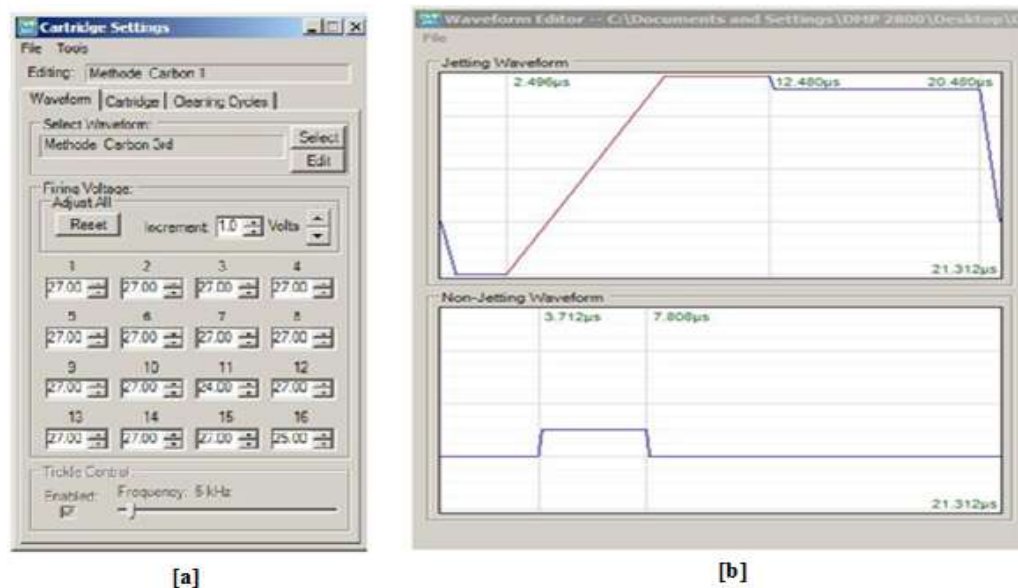 Cartridge Settings
File Tools
Editing: Methode Carbon 1
Waveform Cartridge Cleaning Cycles
Select Waveform:
Methode Carbon 3rd
Select
Edit
Firing Voltage:
Adjust All
Reset Increment: 1.0 Volts
1 2 3 4
27.00 27.00 27.00 27.00
5 6 7 8
27.00 27.00 27.00 27.00
9 10 11 12
27.00 27.00 24.00 27.00
13 14 15 16
27.00 27.00 27.00 25.00
Tickle Control
Enabled: Frequency: 5 kHz
[a]
Waveform Editor -- C:\Documents and Settings\DMP 2800\Desktop\
File
Jetting Waveform
2.496µs 12.480µs 20.480µs
21.312µs
Non-Jetting Waveform
3.712µs 7.808µs
21.312µs
[b]